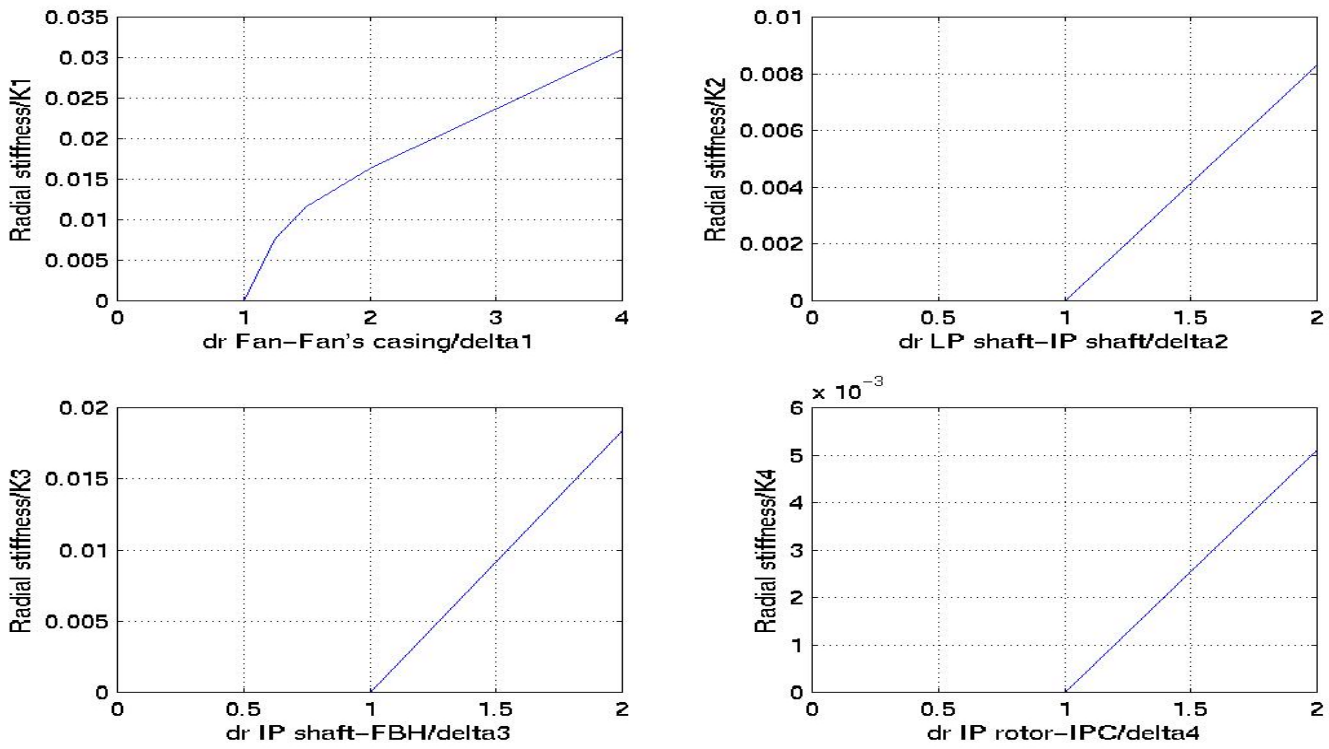 0.035
0.03
0.025
0.02
0.015
0.01
0.005
0
Radial stiffness/K1
0 1 2 3 4
dr Fan-Fan's casing/delta1
0.01
0.008
0.006
0.004
0.002
0
Radial stiffness/K2
0 0.5 1 1.5 2
dr LP shaft-IP shaft/delta2
0.02
0.015
0.01
0.005
0
Radial stiffness/K3
0 0.5 1 1.5 2
dr IP shaft-FBH/delta3
× 10⁻³
6
5
4
3
2
1
0
Radial stiffness/K4
0 0.5 1 1.5 2
dr IP rotor-IPC/delta4